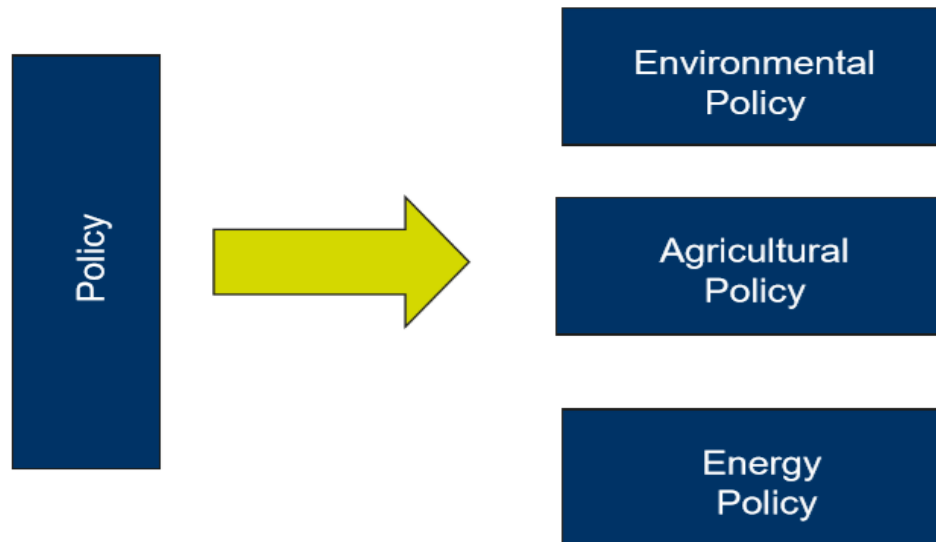 Policy
Environmental
Policy
Agricultural
Policy
Energy
Policy